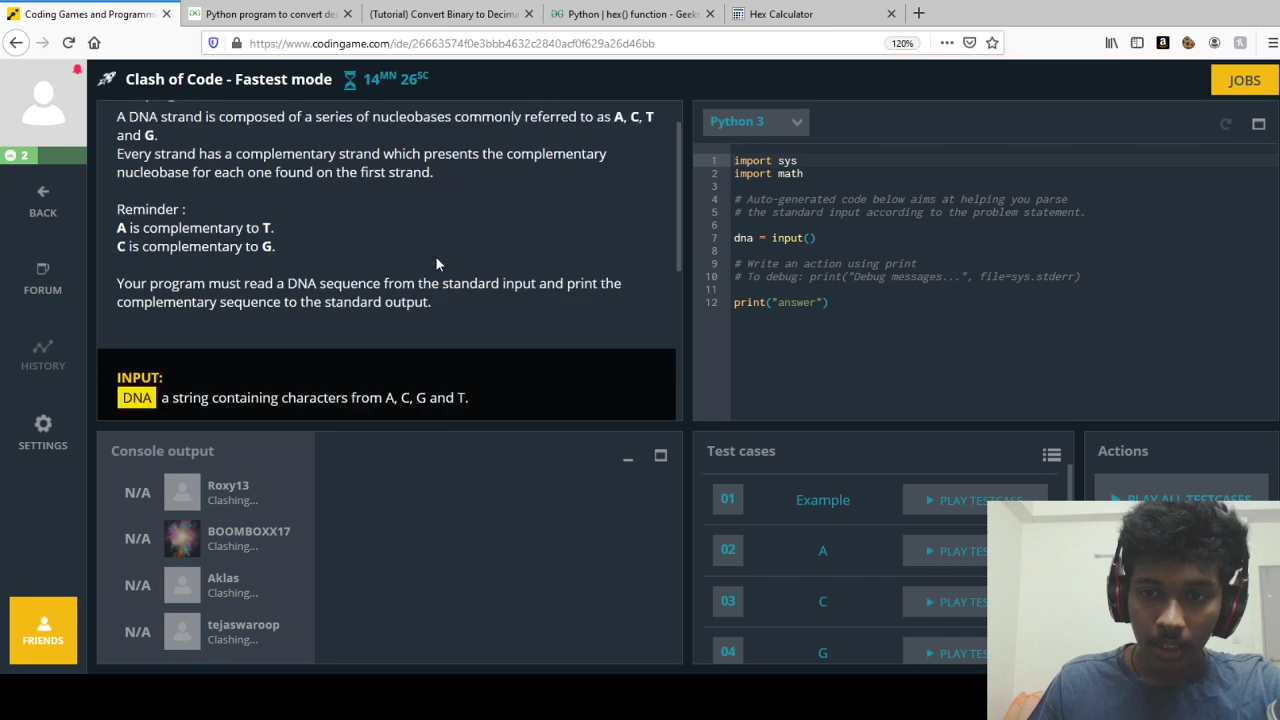 Coding Games and Programm
Python program to convert de
(Tutorial) Convert Binary to Decima
Python | hex() function - Geeks
Hex Calculator
https://www.codingame.com/ide/26663574f0e3bbb4632c2840acf0f629a26d46bb
120%
Clash of Code - Fastest mode
14MN 26SC
JOBS
A DNA strand is composed of a series of nucleobases commonly referred to as A, C, T
and G.
Every strand has a complementary strand which presents the complementary
nucleobase for each one found on the first strand.
Reminder :
A is complementary to T.
C is complementary to G.
Your program must read a DNA sequence from the standard input and print the
complementary sequence to the standard output.
INPUT:
DNA a string containing characters from A, C, G and T.
2
BACK
FORUM
HISTORY
SETTINGS
FRIENDS
Python 3
1 import sys
2 import math
3
4 # Auto-generated code below aims at helping you parse
5 # the standard input according to the problem statement.
6
7 dna = input()
8
9 # Write an action using print
10 # To debug: print("Debug messages...", file=sys.stderr)
11
12 print("answer")
Console output
N/A Roxy13
Clashing...
N/A BOOMBOXX17
Clashing...
N/A Aklas
Clashing...
N/A tejaswaroop
Clashing...
Test cases
01 Example PLAY TESTCASE
02 A PLAY TES
03 C PLAY TES
04 G PLAY TES
Actions
PLAY ALL TESTCASES